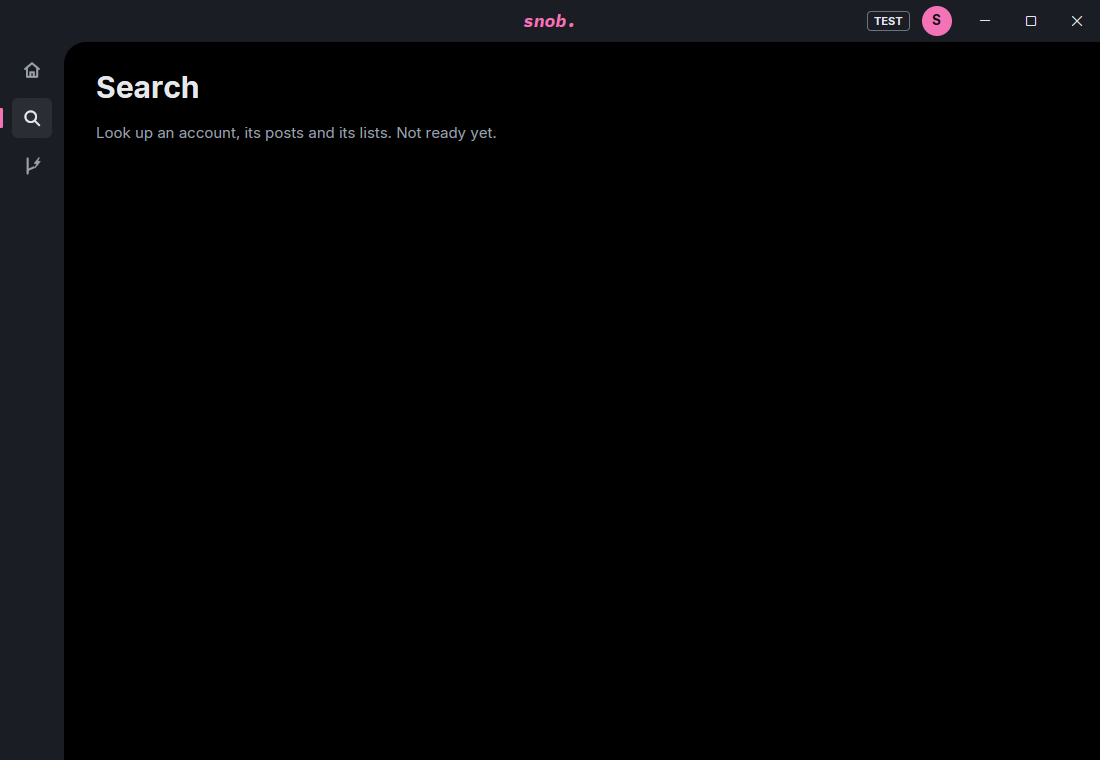 snob.
TEST
S
Search
Look up an account, its posts and its lists. Not ready yet.